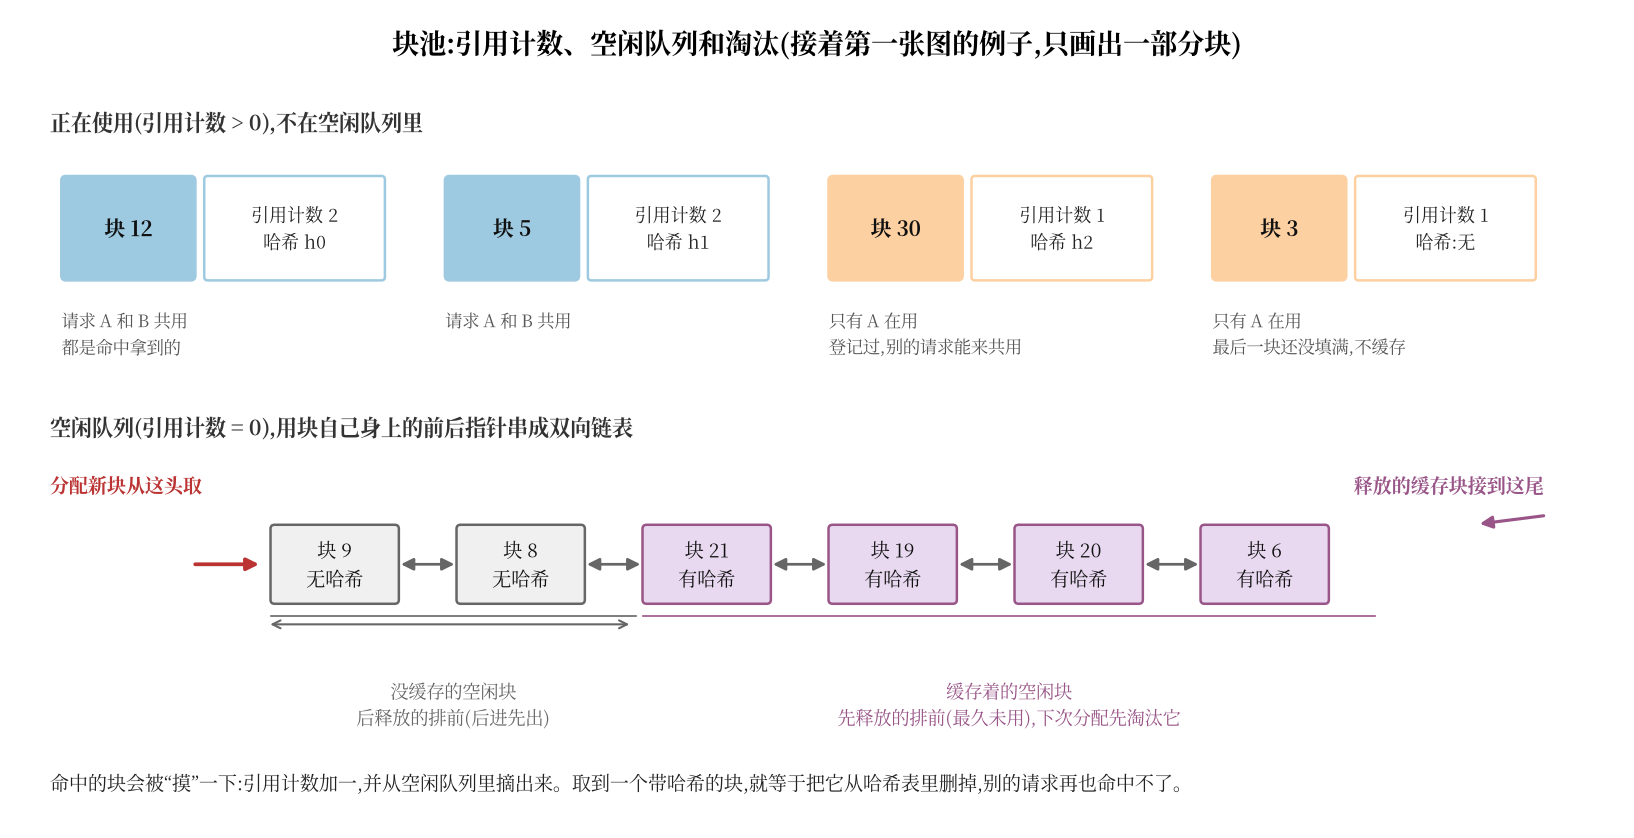 块池:引用计数、空闲队列和淘汰(接着第一张图的例子,只画出一部分块)
正在使用(引用计数 > 0),不在空闲队列里
块 12
引用计数 2
哈希 h0
块 5
引用计数 2
哈希 h1
块 30
引用计数 1
哈希 h2
块 3
引用计数 1
哈希:无
请求 A 和 B 共用
都是命中拿到的
请求 A 和 B 共用
只有 A 在用
登记过,别的请求能来共用
只有 A 在用
最后一块还没填满,不缓存
空闲队列(引用计数 = 0),用块自己身上的前后指针串成双向链表
分配新块从这头取
释放的缓存块接到这尾
块 9
无哈希
块 8
无哈希
块 21
有哈希
块 19
有哈希
块 20
有哈希
块 6
有哈希
没缓存的空闲块
后释放的排前(后进先出)
缓存着的空闲块
先释放的排前(最久未用),下次分配先淘汰它
命中的块会被“摸”一下:引用计数加一,并从空闲队列里摘出来。取到一个带哈希的块,就等于把它从哈希表里删掉,别的请求再也命中不了。